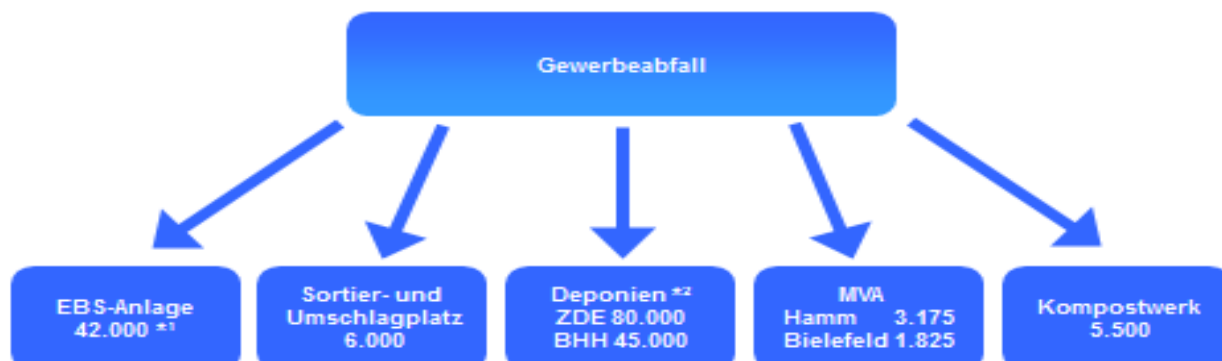 Gewerbeabfall
EBS-Anlage
42.000 *1
Sortier- und
Umschlagplatz
6.000
Deponien *2
ZDE 80.000
BHH 45.000
MVA
Hamm 3.175
Bielefeld 1.825
Kompostwerk
5.500